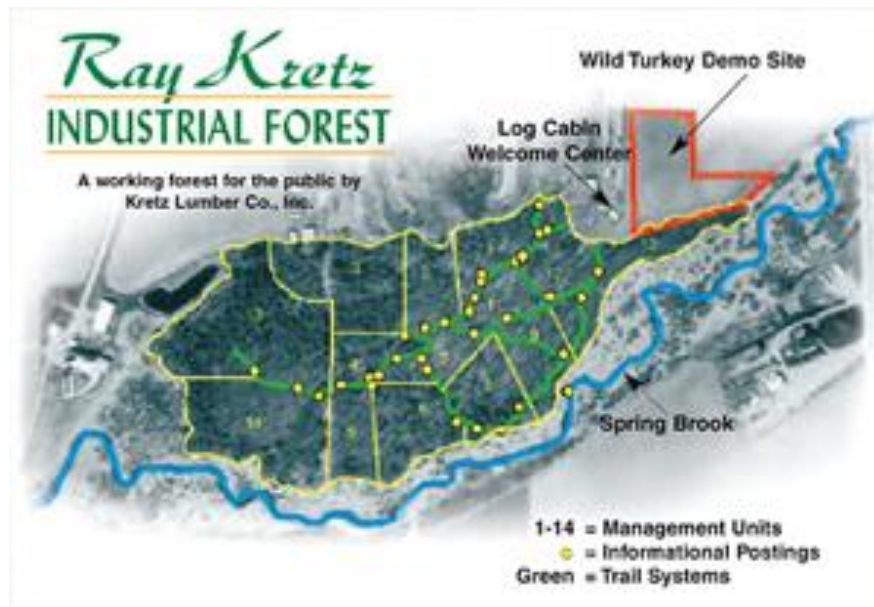 Ray Kretz
INDUSTRIAL FOREST
A working forest for the public by
Kretz Lumber Co., Inc.
Wild Turkey Demo Site
Log Cabin
Welcome Center
Spring Brook
1-14 = Management Units
= Informational Postings
Green = Trail Systems